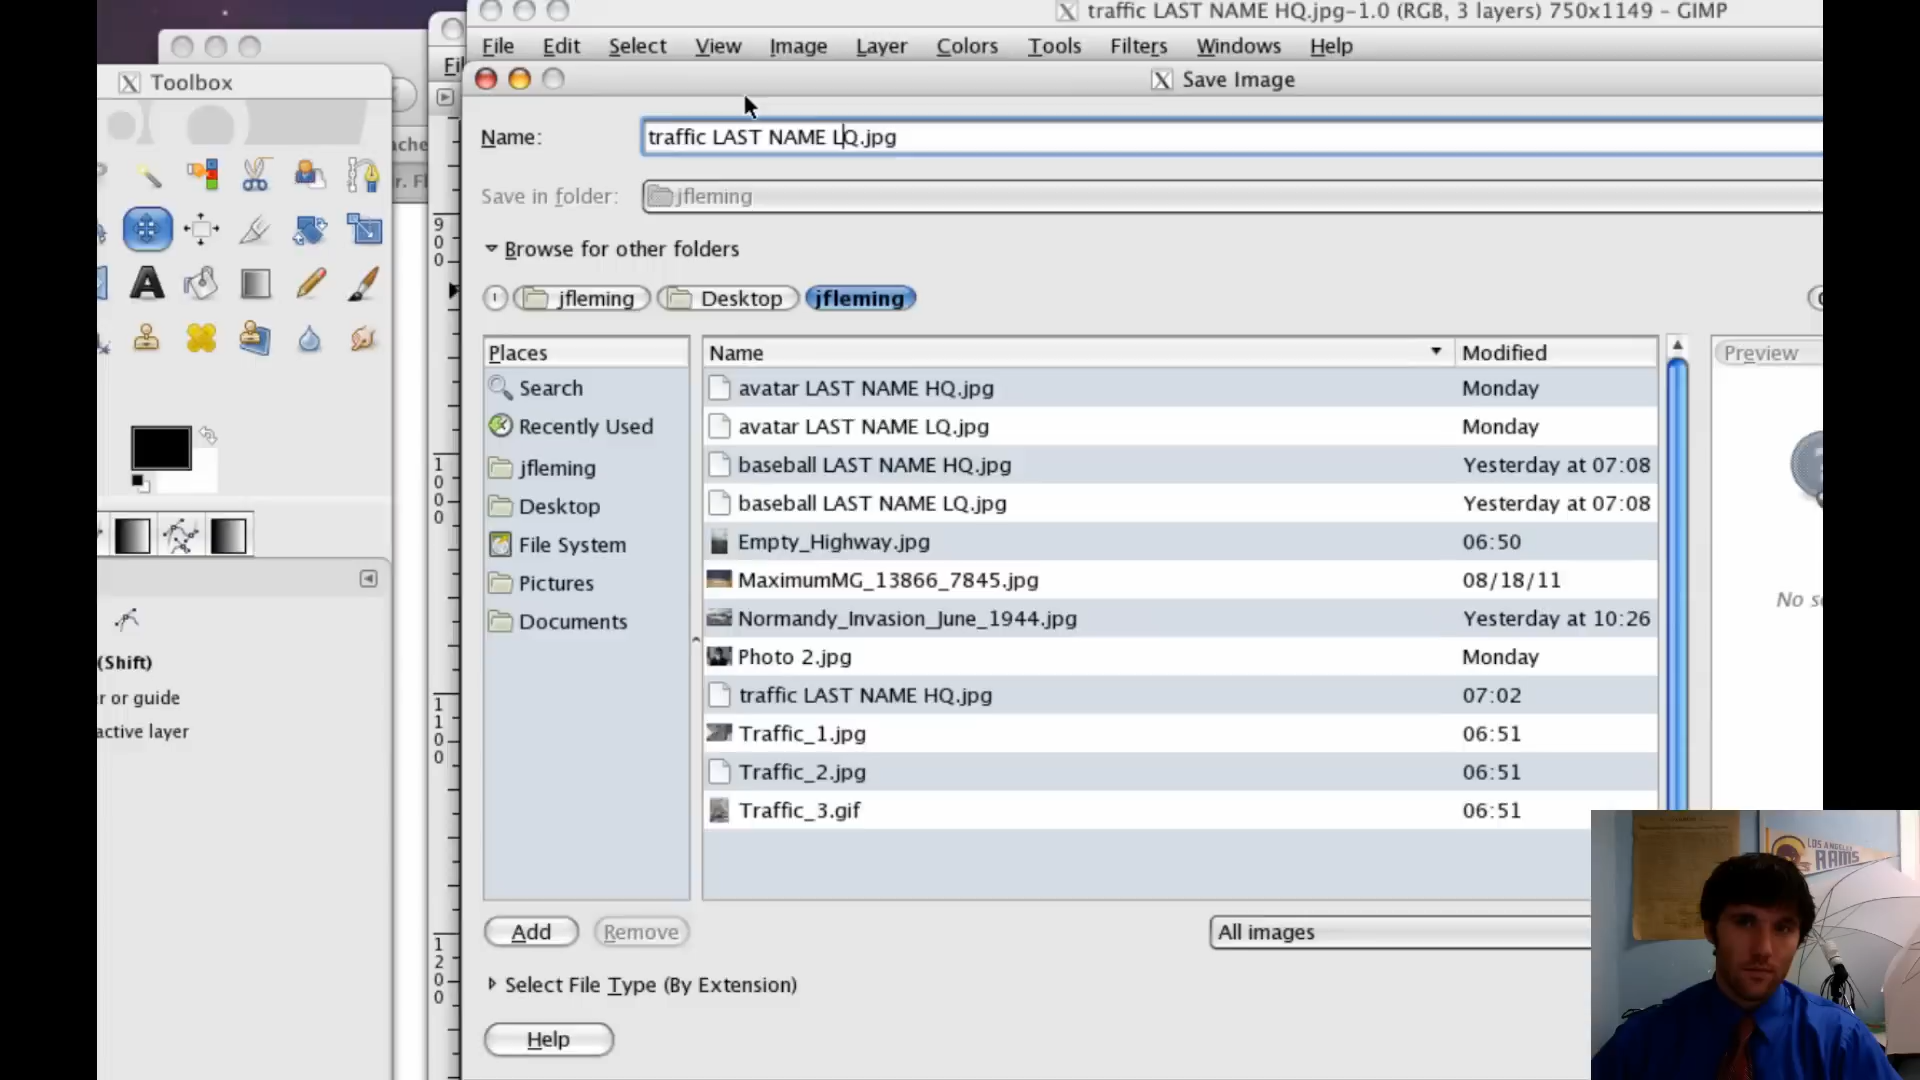 traffic LAST NAME HQ.jpg-1.0 (RGB, 3 layers) 750x1149 - GIMP
File Edit Select View Image Layer Colors Tools Filters Windows Help
Toolbox
Save Image
Name: traffic LAST NAME LQ.jpg
Save in folder: jfleming
Browse for other folders
jfleming Desktop jfleming
Places Name Modified Preview
Search
Recently Used
jfleming
Desktop
File System
Pictures
Documents
avatar LAST NAME HQ.jpg Monday
avatar LAST NAME LQ.jpg Monday
baseball LAST NAME HQ.jpg Yesterday at 07:08
baseball LAST NAME LQ.jpg Yesterday at 07:08
Empty_Highway.jpg 06:50
MaximumMG_13866_7845.jpg 08/18/11
Normandy_Invasion_June_1944.jpg Yesterday at 10:26
Photo 2.jpg Monday
traffic LAST NAME HQ.jpg 07:02
Traffic_1.jpg 06:51
Traffic_2.jpg 06:51
Traffic_3.gif 06:51
No s
(Shift)
r or guide
active layer
900
1000
1100
1200
Add Remove All images
Select File Type (By Extension)
Help
LOS ANGELES
RAMS